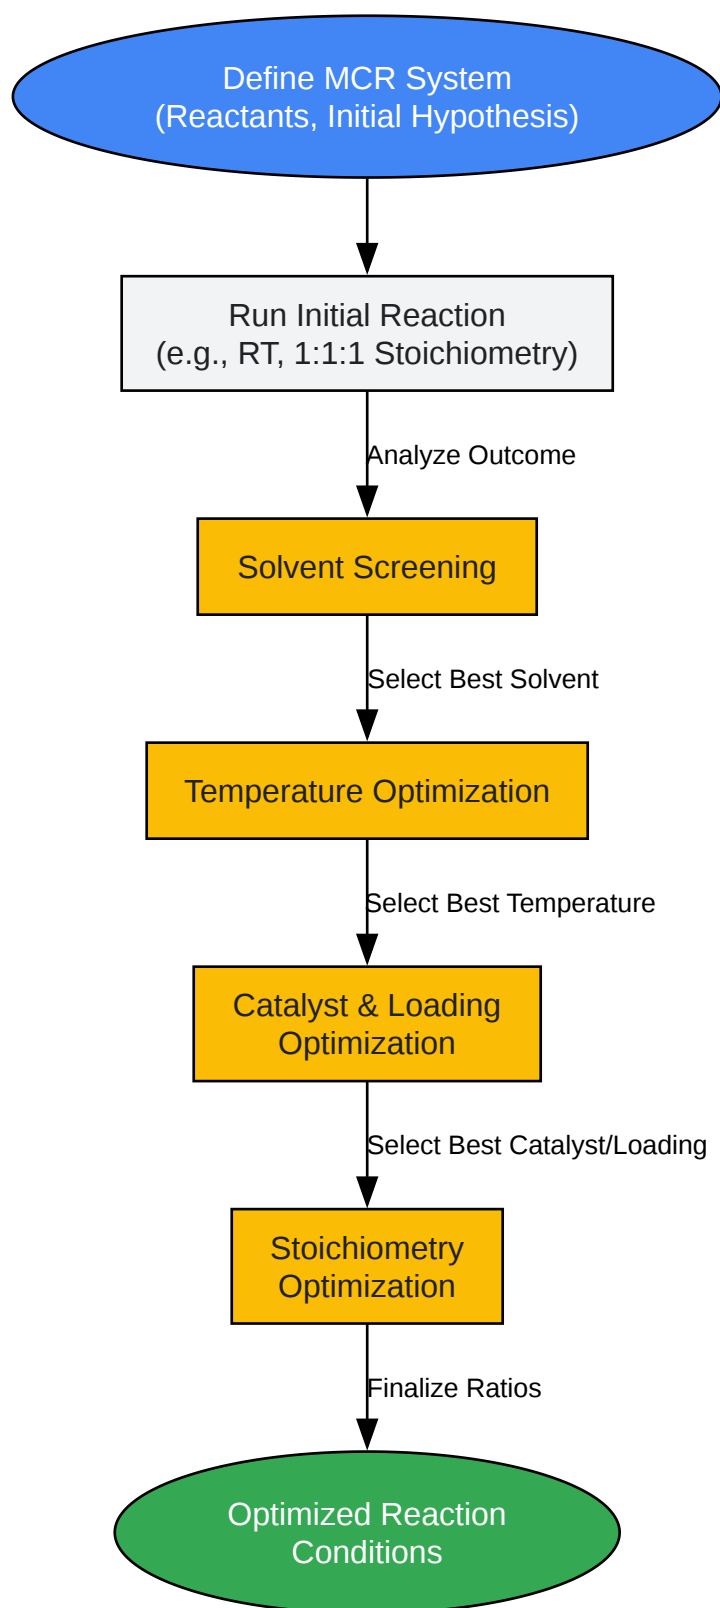 Define MCR System
(Reactants, Initial Hypothesis)
Run Initial Reaction
(e.g., RT, 1:1:1 Stoichiometry)
Analyze Outcome
Solvent Screening
Select Best Solvent
Temperature Optimization
Select Best Temperature
Catalyst & Loading
Optimization
Select Best Catalyst/Loading
Stoichiometry
Optimization
Finalize Ratios
Optimized Reaction
Conditions